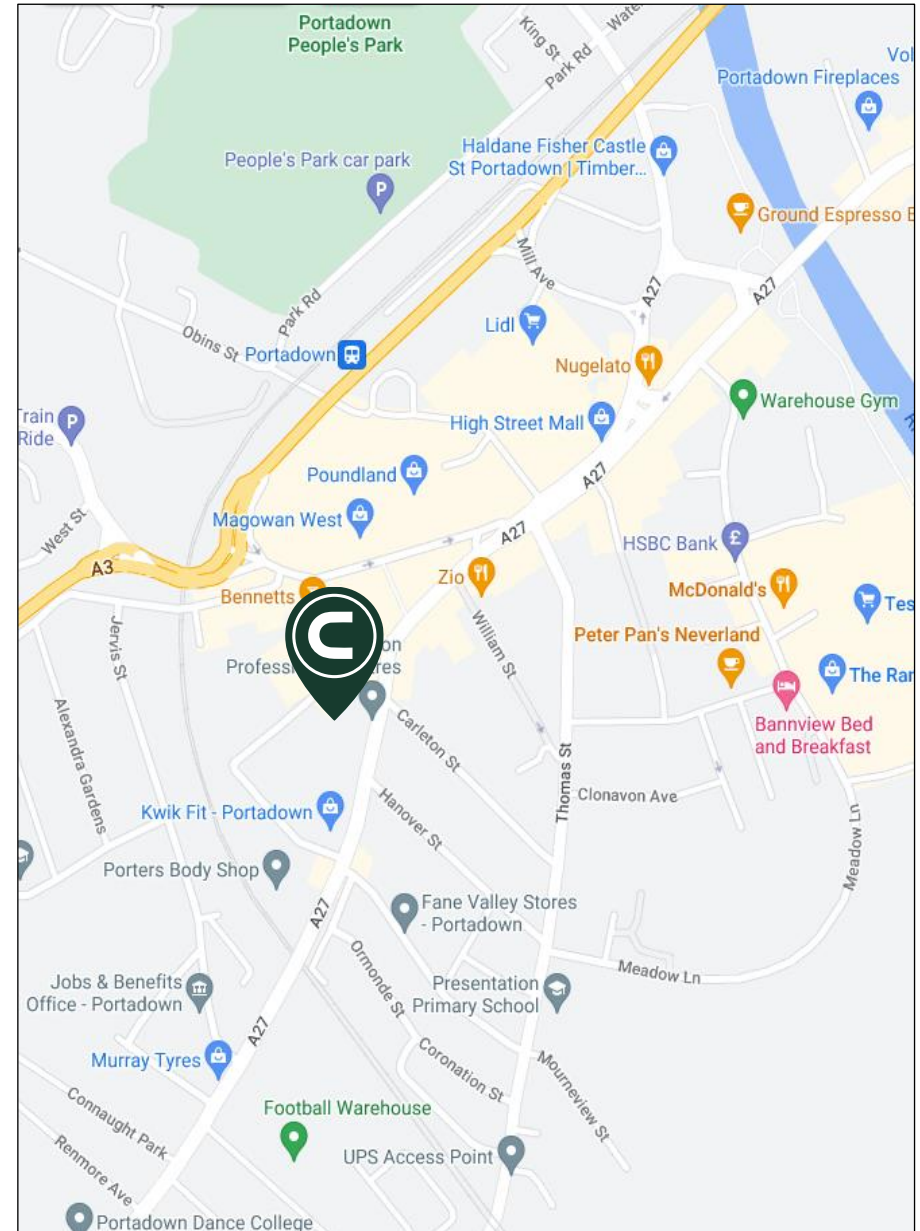 Portadown
People's Park
King St
Park Rd
Portadown Fireplaces
Haldane Fisher Castle
St Portadown | Timber...
People's Park car park
P
Ground Espresso
Mill Ave
A27
A27
Park Rd
Obins St
Portadown
Lidl
Nugelato
Warehouse Gym
High Street Mall
Train
Ride
P
Poundland
A27
Magowan West
West St
A27
HSBC Bank
£
A3
Zio
McDonald's
Bennetts
C
Jervis St
William St
Peter Pan's Neverland
Carleton St
Bannview Bed
and Breakfast
Alexandra Gardens
Thomas St
Clonavon Ave
Kwik Fit - Portadown
Hanover St
Meadow Ln
Porters Body Shop
Fane Valley Stores
- Portadown
A27
Ormonde St
Meadow Ln
Jobs & Benefits
Office - Portadown
Presentation
Primary School
A27
Murray Tyres
Coronation St
Mourneview St
Connaught Park
Football Warehouse
UPS Access Point
Renmore Ave
Portadown Dance College